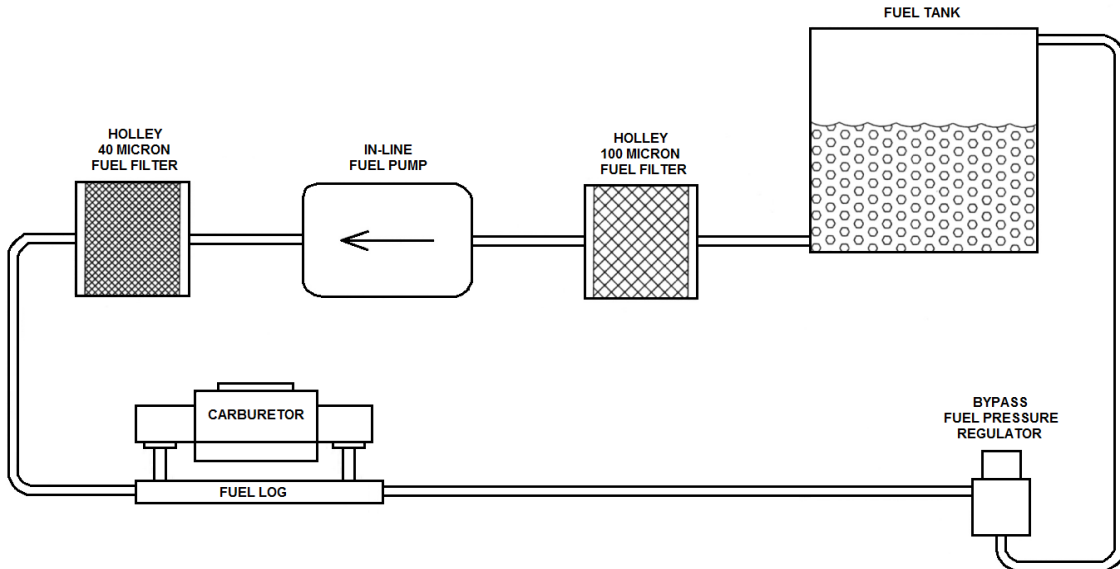 FUEL TANK
HOLLEY
40 MICRON
FUEL FILTER
IN-LINE
FUEL PUMP
HOLLEY
100 MICRON
FUEL FILTER
CARBURETOR
FUEL LOG
BYPASS
FUEL PRESSURE
REGULATOR